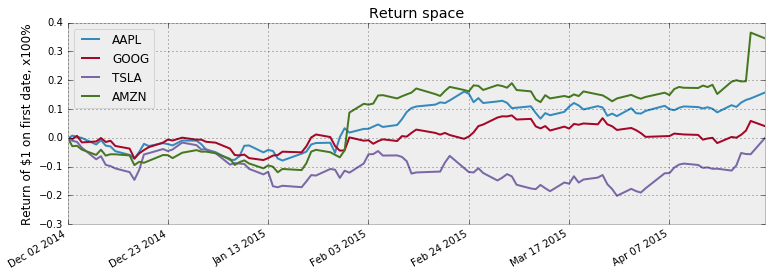 Return space
Return of $1 on first date, x100%
0.4
0.3
0.2
0.1
0.0
−0.1
−0.2
−0.3
AAPL
GOOG
TSLA
AMZN
Dec 02 2014
Dec 23 2014
Jan 13 2015
Feb 03 2015
Feb 24 2015
Mar 17 2015
Apr 07 2015